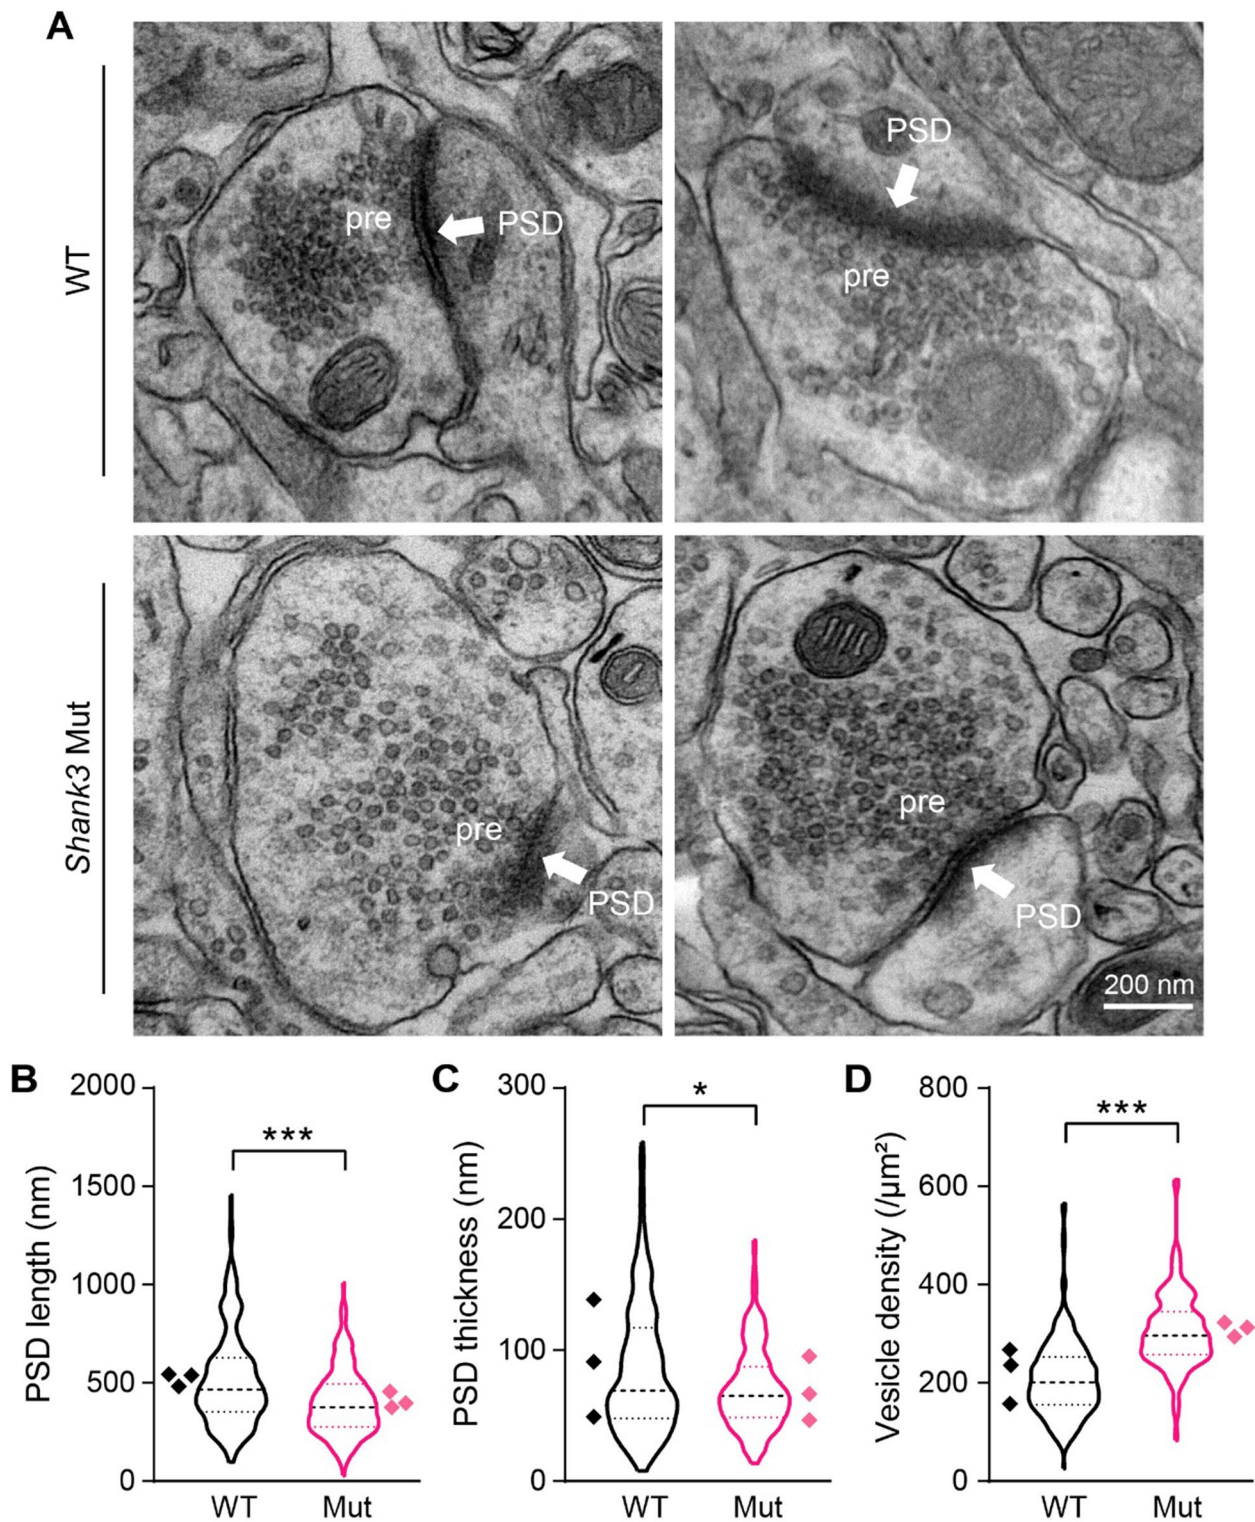 A
WT
pre
PSD
PSD
pre
Shank3 Mut
pre
PSD
pre
PSD
200 nm
B
PSD length (nm)
2000
1500
1000
500
0
***
WT
Mut
C
PSD thickness (nm)
300
200
100
0
*
WT
Mut
D
Vesicle density (/µm²)
800
600
400
200
0
***
WT
Mut